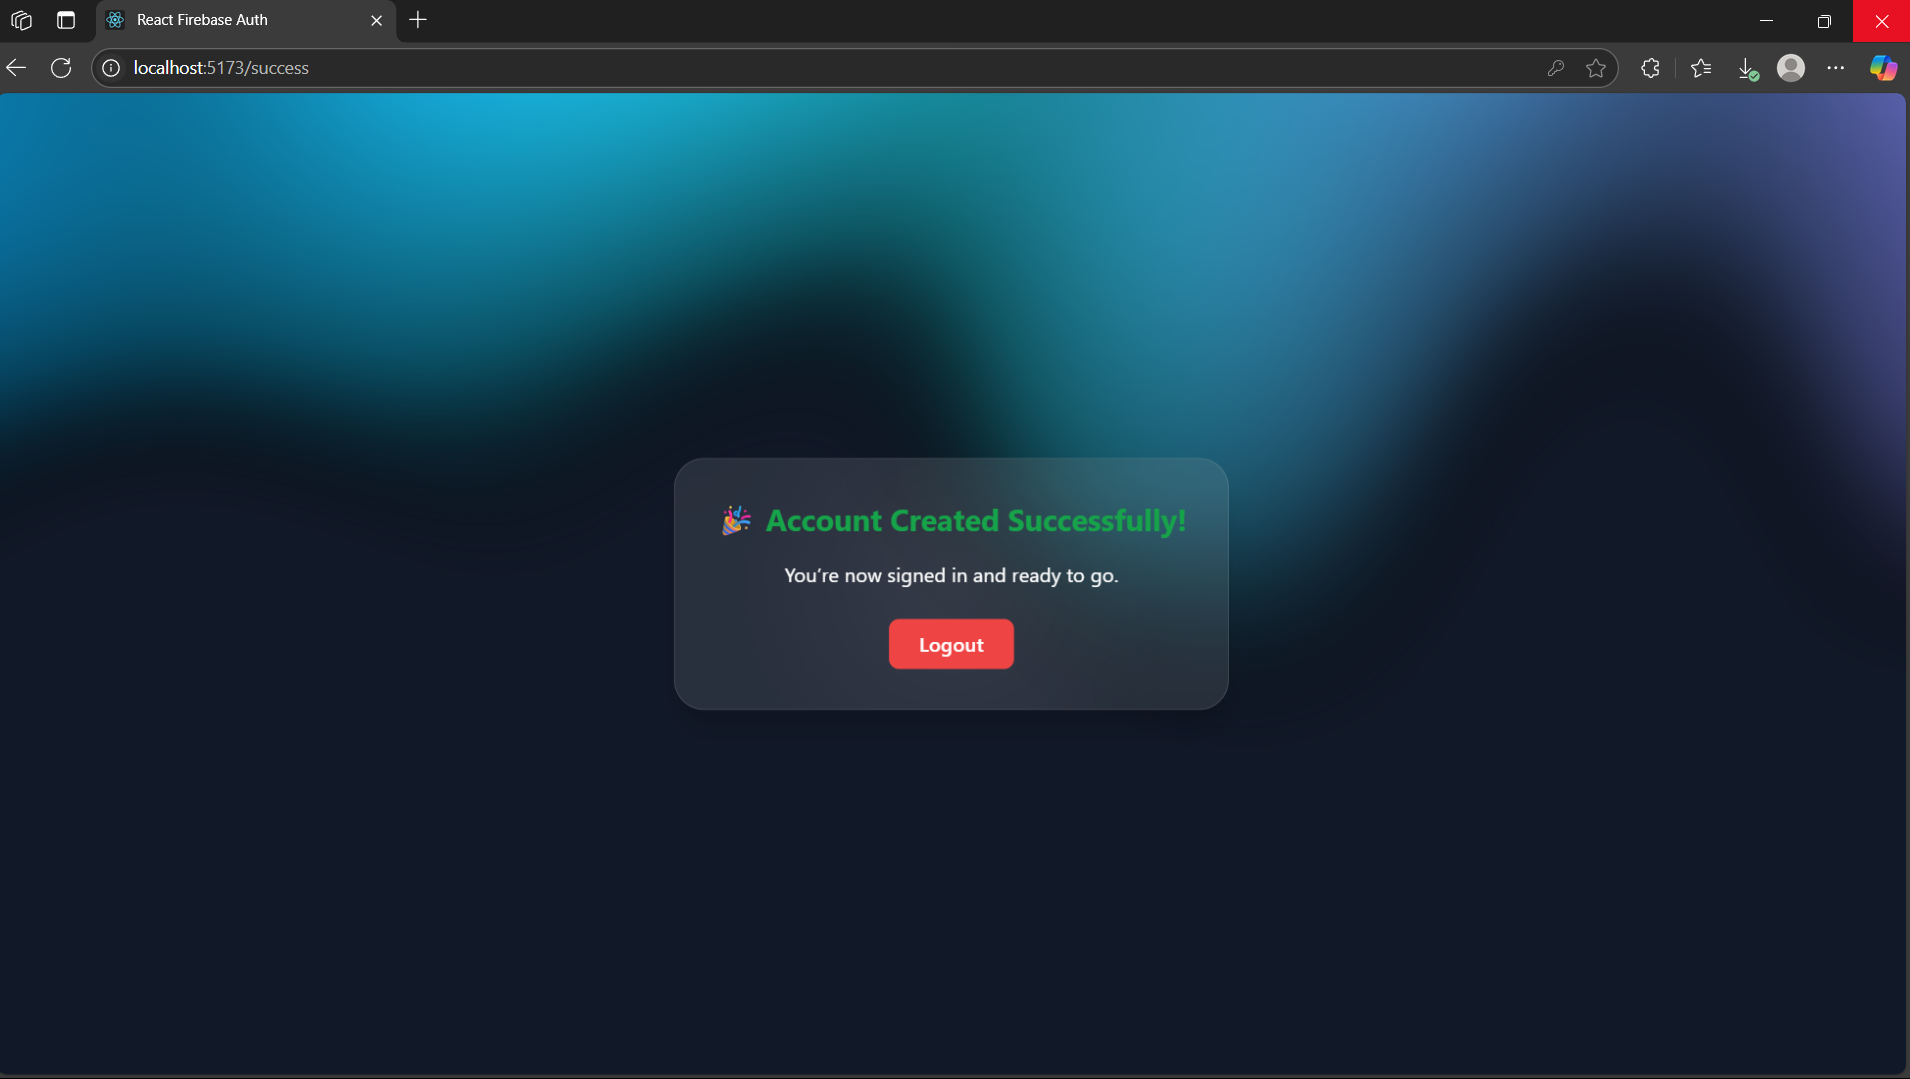 React Firebase Auth
localhost:5173/success
🎉 Account Created Successfully!
You’re now signed in and ready to go.
Logout